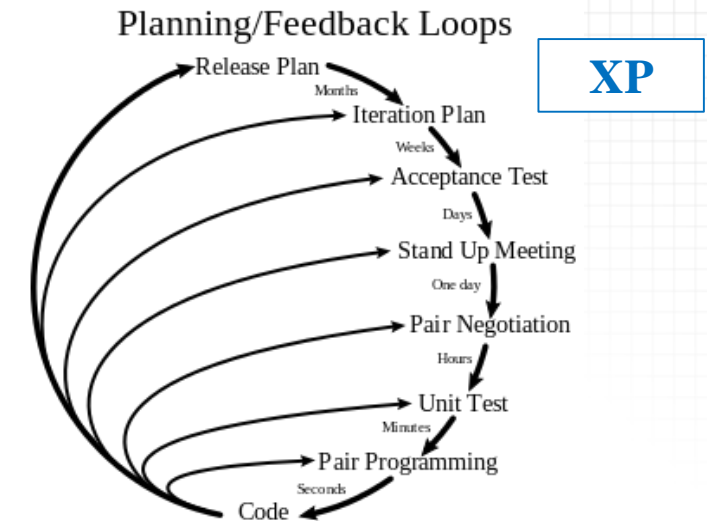 Planning/Feedback Loops
XP
Release Plan
Months
Iteration Plan
Weeks
Acceptance Test
Days
Stand Up Meeting
One day
Pair Negotiation
Hours
Unit Test
Minutes
Pair Programming
Seconds
Code